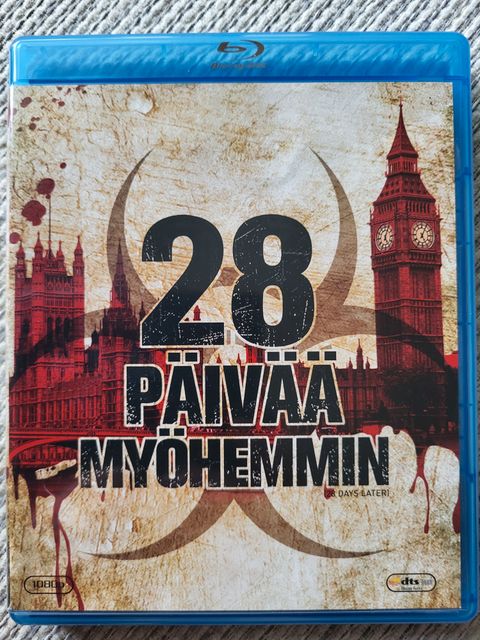 28
PÄIVÄÄ
MYÖHEMMIN
(28 DAYS LATER)
1080p
dts